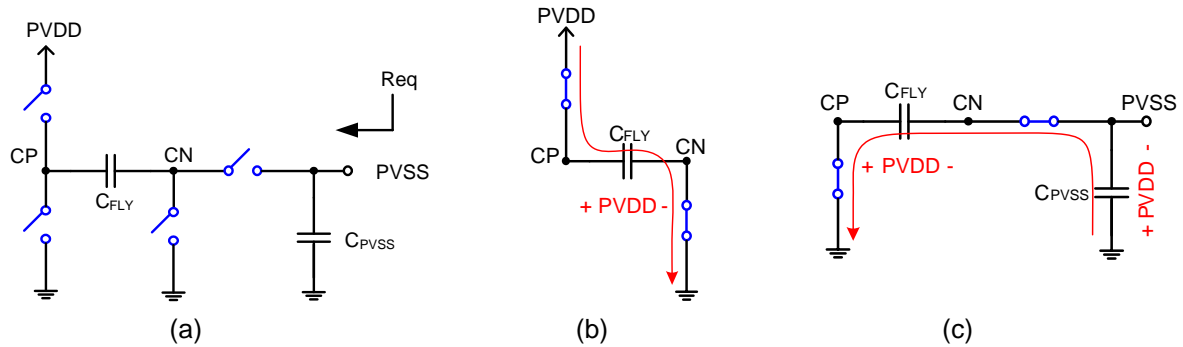 PVDD
Req
CP
CN
CFLY
PVSS
CPVSS
(a)
PVDD
CFLY
CP
CN
+ PVDD -
(b)
CP
CFLY
CN
PVSS
+ PVDD -
CPVSS
+ PVDD -
(c)